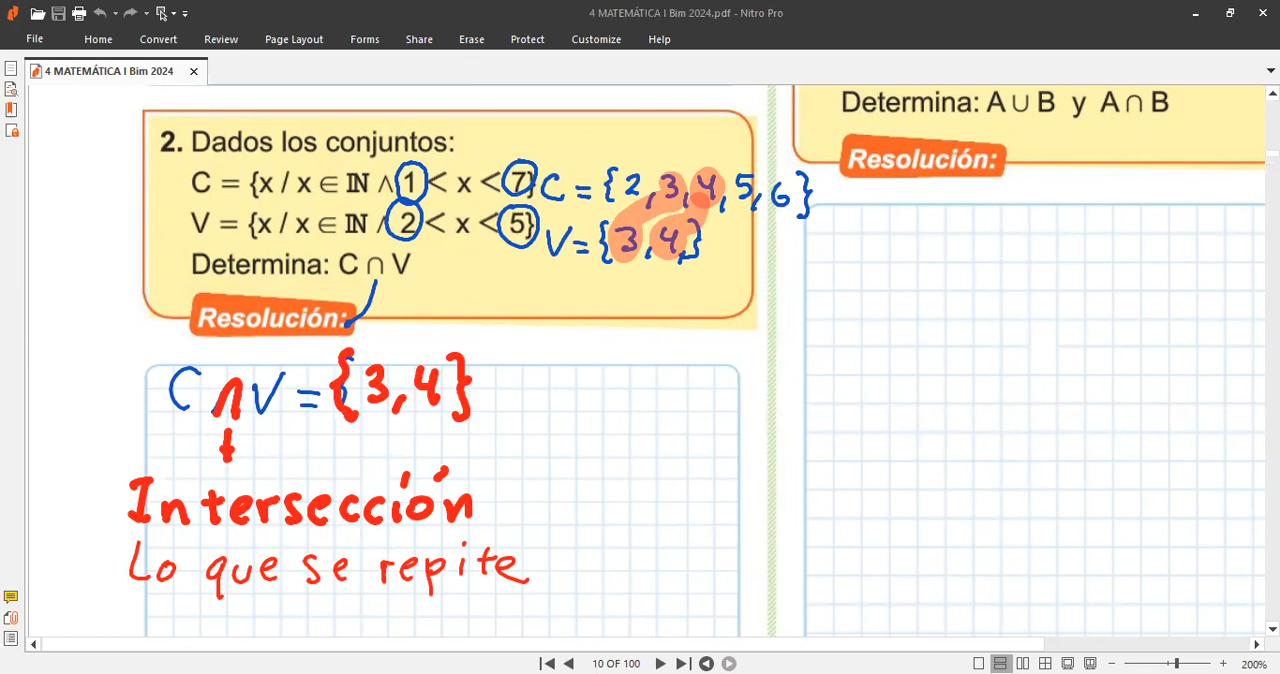 4 MATEMÁTICA I Bim 2024.pdf - Nitro Pro
File Home Convert Review Page Layout Forms Share Erase Protect Customize Help
4 MATEMÁTICA I Bim 2024
2. Dados los conjuntos:
C = {x / x ∈ ℕ ∧ 1 < x < 7} C = {2, 3, 4, 5, 6}
V = {x / x ∈ ℕ ∧ 2 < x < 5} V = {3, 4,}
Determina: C ∩ V
Resolución:
C ∩ V = {3, 4}
Intersección
Lo que se repite
Determina: A ∪ B y A ∩ B
Resolución:
10 OF 100
200%